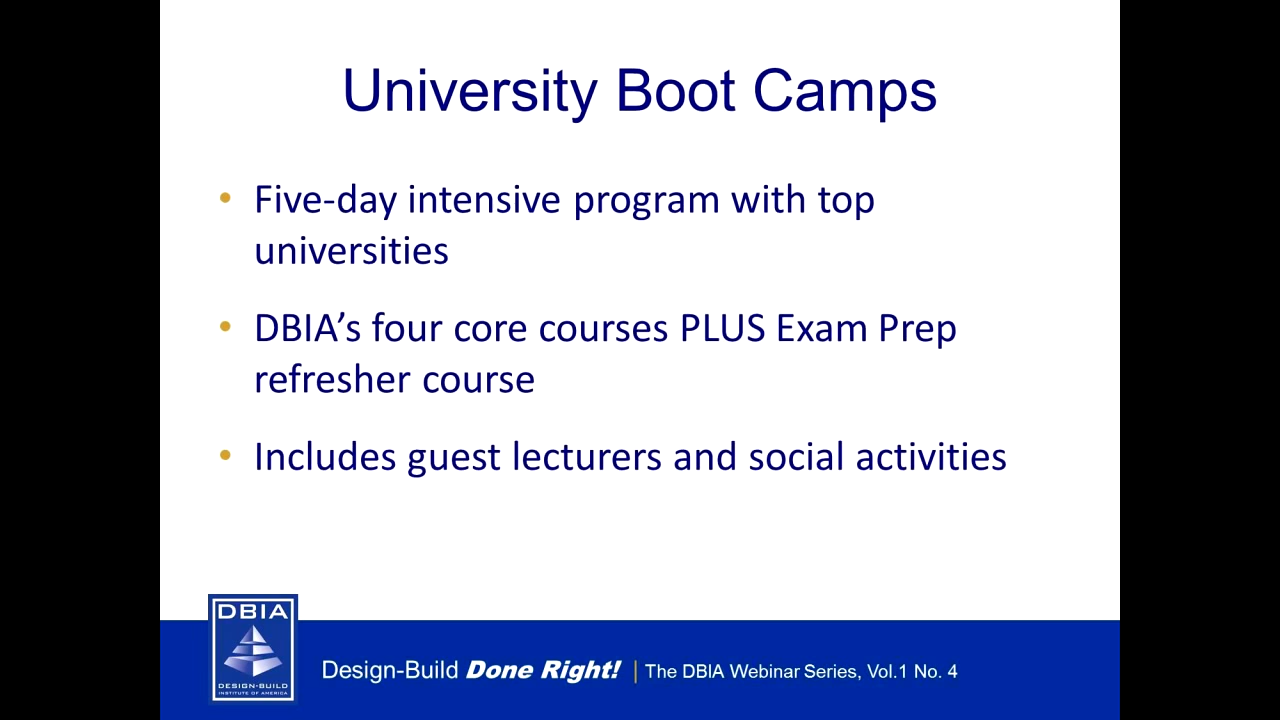 University Boot Camps
• Five-day intensive program with top
universities
• DBIA’s four core courses PLUS Exam Prep
refresher course
• Includes guest lecturers and social activities
DBIA
DESIGN-BUILD
INSTITUTE OF AMERICA
Design-Build Done Right! | The DBIA Webinar Series, Vol.1 No. 4